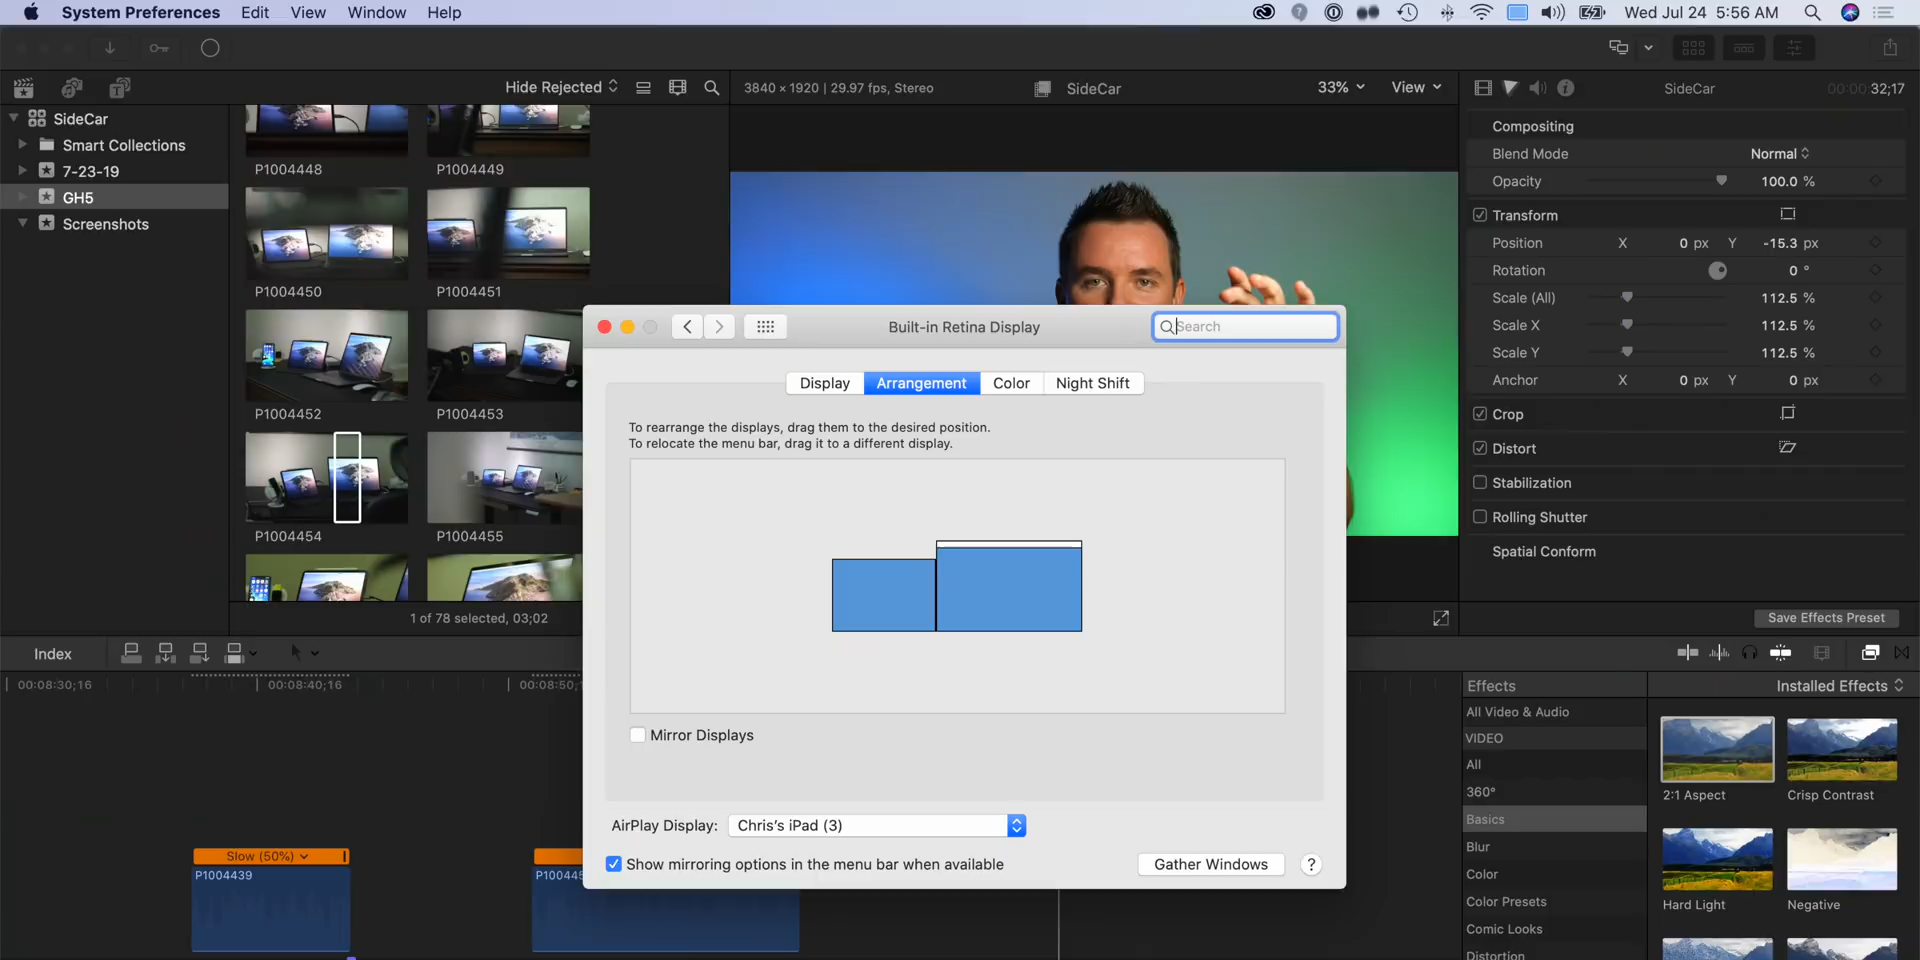 System Preferences Edit View Window Help Wed Jul 24 5:56 AM
Hide Rejected 3840 × 1920 | 29.97 fps, Stereo SideCar 33% View SideCar 00:00:32;17
SideCar
Smart Collections
7-23-19
GH5
Screenshots
P1004448 P1004449
P1004450 P1004451
P1004452 P1004453
P1004454 P1004455
1 of 78 selected, 03;02
Compositing
Blend Mode Normal
Opacity 100.0 %
Transform
Position X 0 px Y -15.3 px
Rotation 0 °
Scale (All) 112.5 %
Scale X 112.5 %
Scale Y 112.5 %
Anchor X 0 px Y 0 px
Crop
Distort
Stabilization
Rolling Shutter
Spatial Conform
Save Effects Preset
Built-in Retina Display Search
Display Arrangement Color Night Shift
To rearrange the displays, drag them to the desired position.
To relocate the menu bar, drag it to a different display.
Mirror Displays
AirPlay Display: Chris's iPad (3)
Show mirroring options in the menu bar when available Gather Windows ?
Index
00:08:30;16 00:08:40;16
Slow (50%)
P1004439
Effects Installed Effects
All Video & Audio
VIDEO
All
360°
Basics
Blur
Color
Color Presets
Comic Looks
Distortion
2:1 Aspect Crisp Contrast
Hard Light Negative